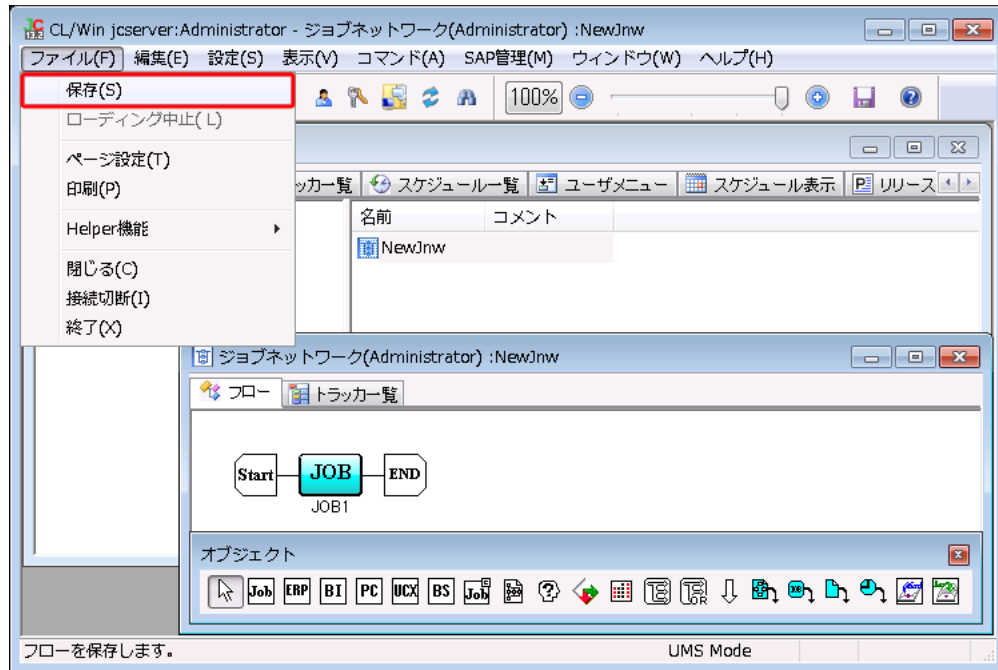 CL/Win jcserver:Administrator - ジョブネットワーク(Administrator) :NewJnw
ファイル(F) 編集(E) 設定(S) 表示(V) コマンド(A) SAP管理(M) ウィンドウ(W) ヘルプ(H)
保存(S)
ローディング中止( L)
ページ設定(T)
印刷(P)
Helper機能
閉じる(C)
接続切断(I)
終了(X)
100%
ッカー覧 スケジュール一覧 ユーザメニュー スケジュール表示 リリース
名前 コメント
NewJnw
ジョブネットワーク(Administrator) :NewJnw
フロー トラッカー覧
Start JOB END
JOB1
オブジェクト
Job ERP BI PC UCX BS Job OR
フローを保存します。 UMS Mode